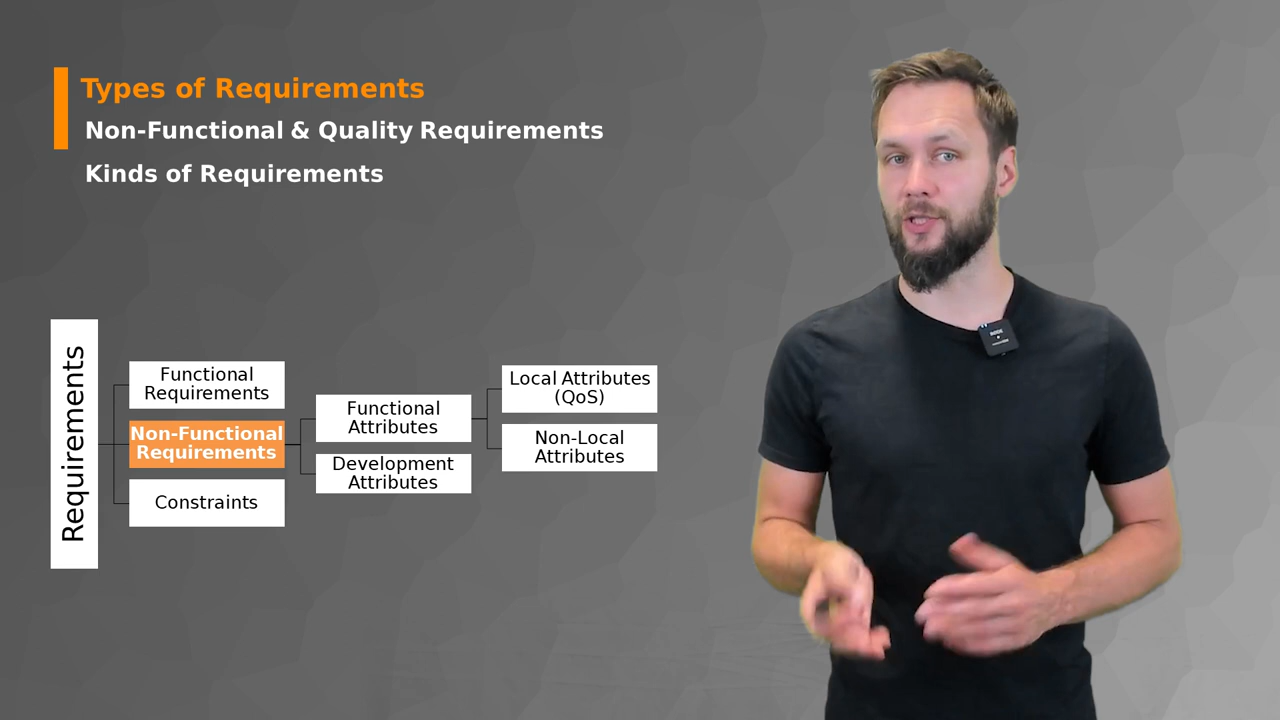 Types of Requirements
Non-Functional & Quality Requirements
Kinds of Requirements
Requirements
Functional
Requirements
Non-Functional
Requirements
Constraints
Functional
Attributes
Development
Attributes
Local Attributes
(QoS)
Non-Local
Attributes